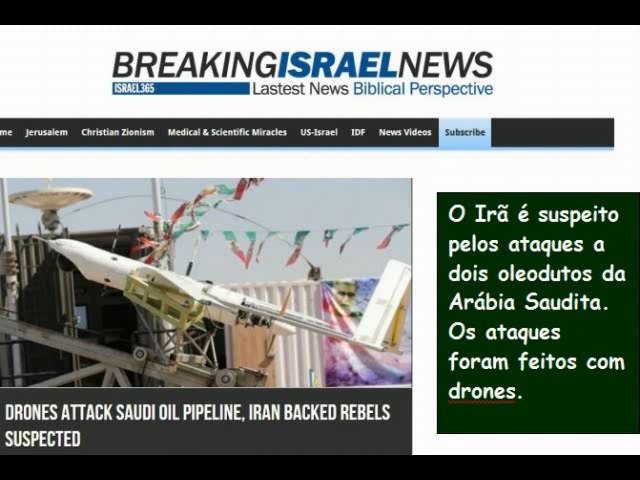 BREAKINGISRAELNEWS
ISRAEL365
Lastest News Biblical Perspective
me Jerusalem Christian Zionism Medical & Scientific Miracles US-Israel IDF News Videos Subscribe
O Irã é suspeito
pelos ataques a
dois oleodutos da
Arábia Saudita.
Os ataques
foram feitos com
drones.
DRONES ATTACK SAUDI OIL PIPELINE, IRAN BACKED REBELS
SUSPECTED